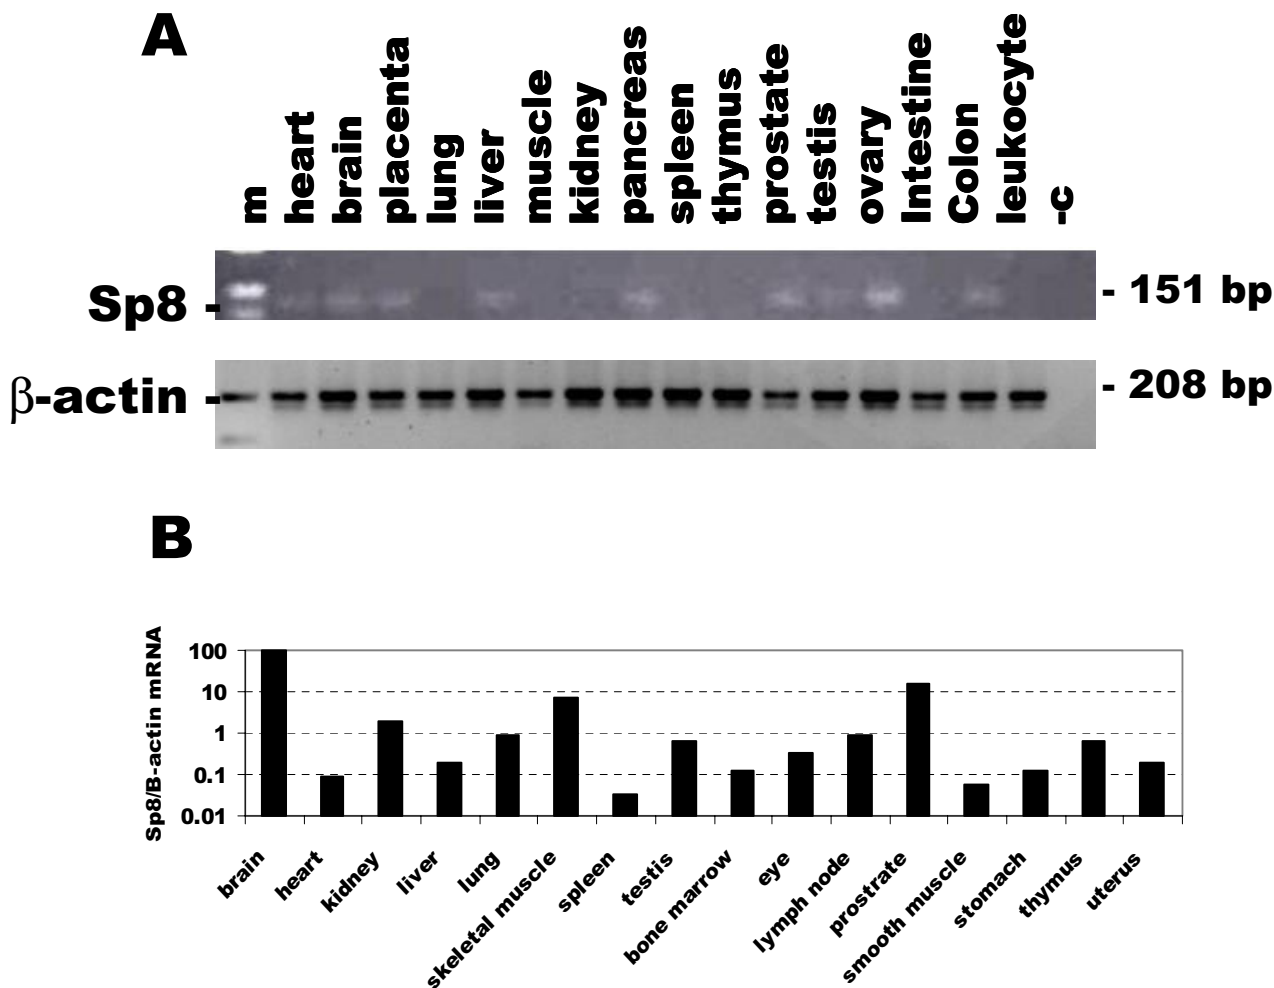 A
m
heart
brain
placenta
lung
liver
muscle
kidney
pancreas
spleen
thymus
prostate
testis
ovary
Intestine
Colon
leukocyte
-c
Sp8 -
- 151 bp
β-actin -
- 208 bp
B
Sp8/B-actin mRNA
100
10
1
0.1
0.01
brain
heart
kidney
liver
lung
skeletal muscle
spleen
testis
bone marrow
eye
lymph node
prostrate
smooth muscle
stomach
thymus
uterus